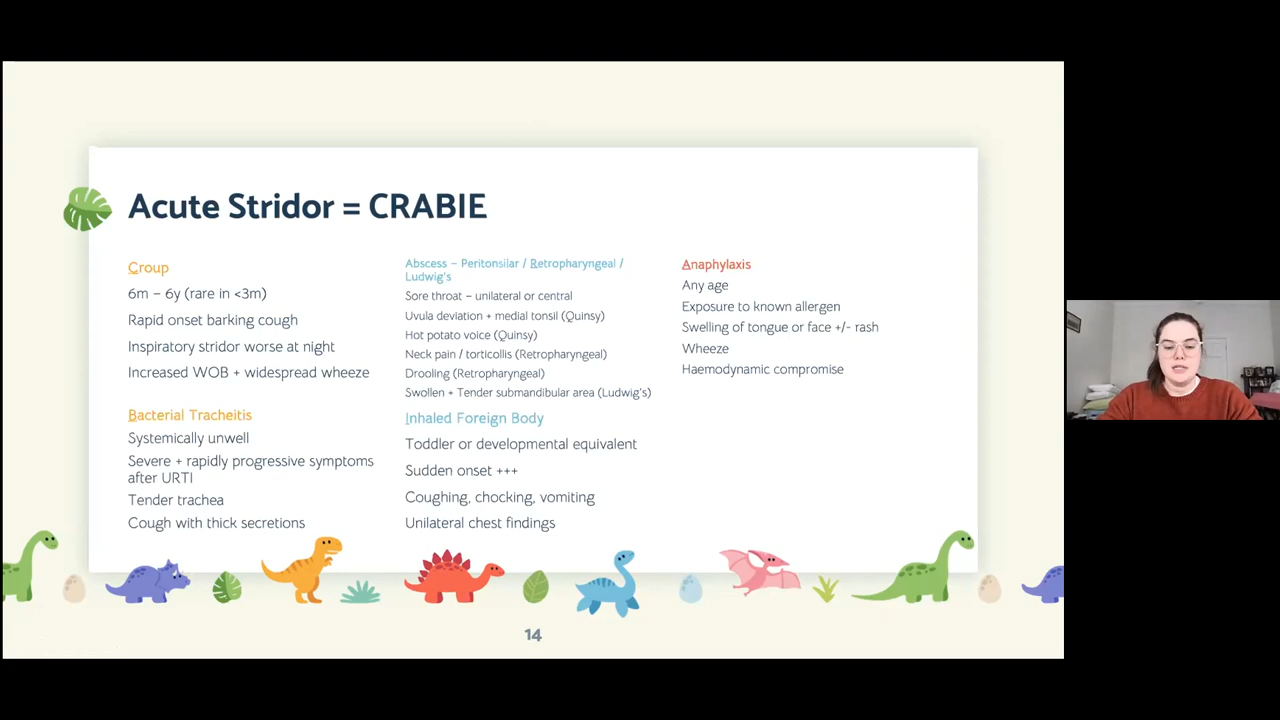 Acute Stridor = CRABIE
Croup
6m – 6y (rare in <3m)
Rapid onset barking cough
Inspiratory stridor worse at night
Increased WOB + widespread wheeze
Bacterial Tracheitis
Systemically unwell
Severe + rapidly progressive symptoms
after URTI
Tender trachea
Cough with thick secretions
Abscess – Peritonsilar / Retropharyngeal /
Ludwig's
Sore throat – unilateral or central
Uvula deviation + medial tonsil (Quinsy)
Hot potato voice (Quinsy)
Neck pain / torticollis (Retropharyngeal)
Drooling (Retropharyngeal)
Swollen + Tender submandibular area (Ludwig's)
Inhaled Foreign Body
Toddler or developmental equivalent
Sudden onset +++
Coughing, chocking, vomiting
Unilateral chest findings
Anaphylaxis
Any age
Exposure to known allergen
Swelling of tongue or face +/- rash
Wheeze
Haemodynamic compromise
14